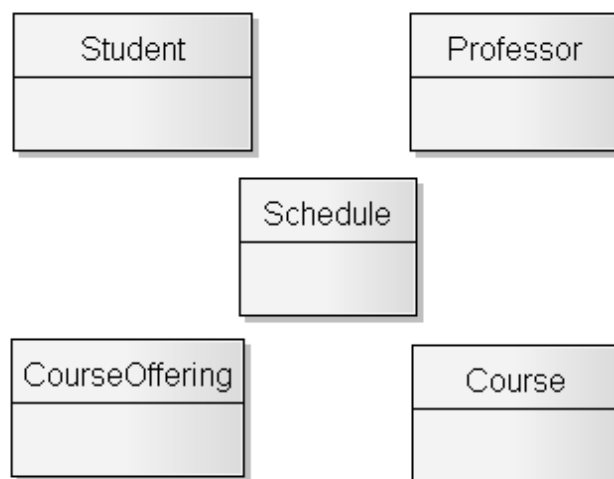 Student
Professor
Schedule
CourseOffering
Course